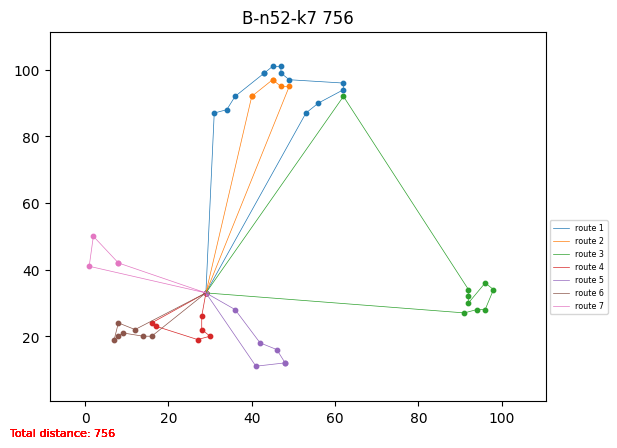 B-n52-k7 756
100
80
60
40
20
0
20
40
60
80
100
route 1
route 2
route 3
route 4
route 5
route 6
route 7
Total distance: 756